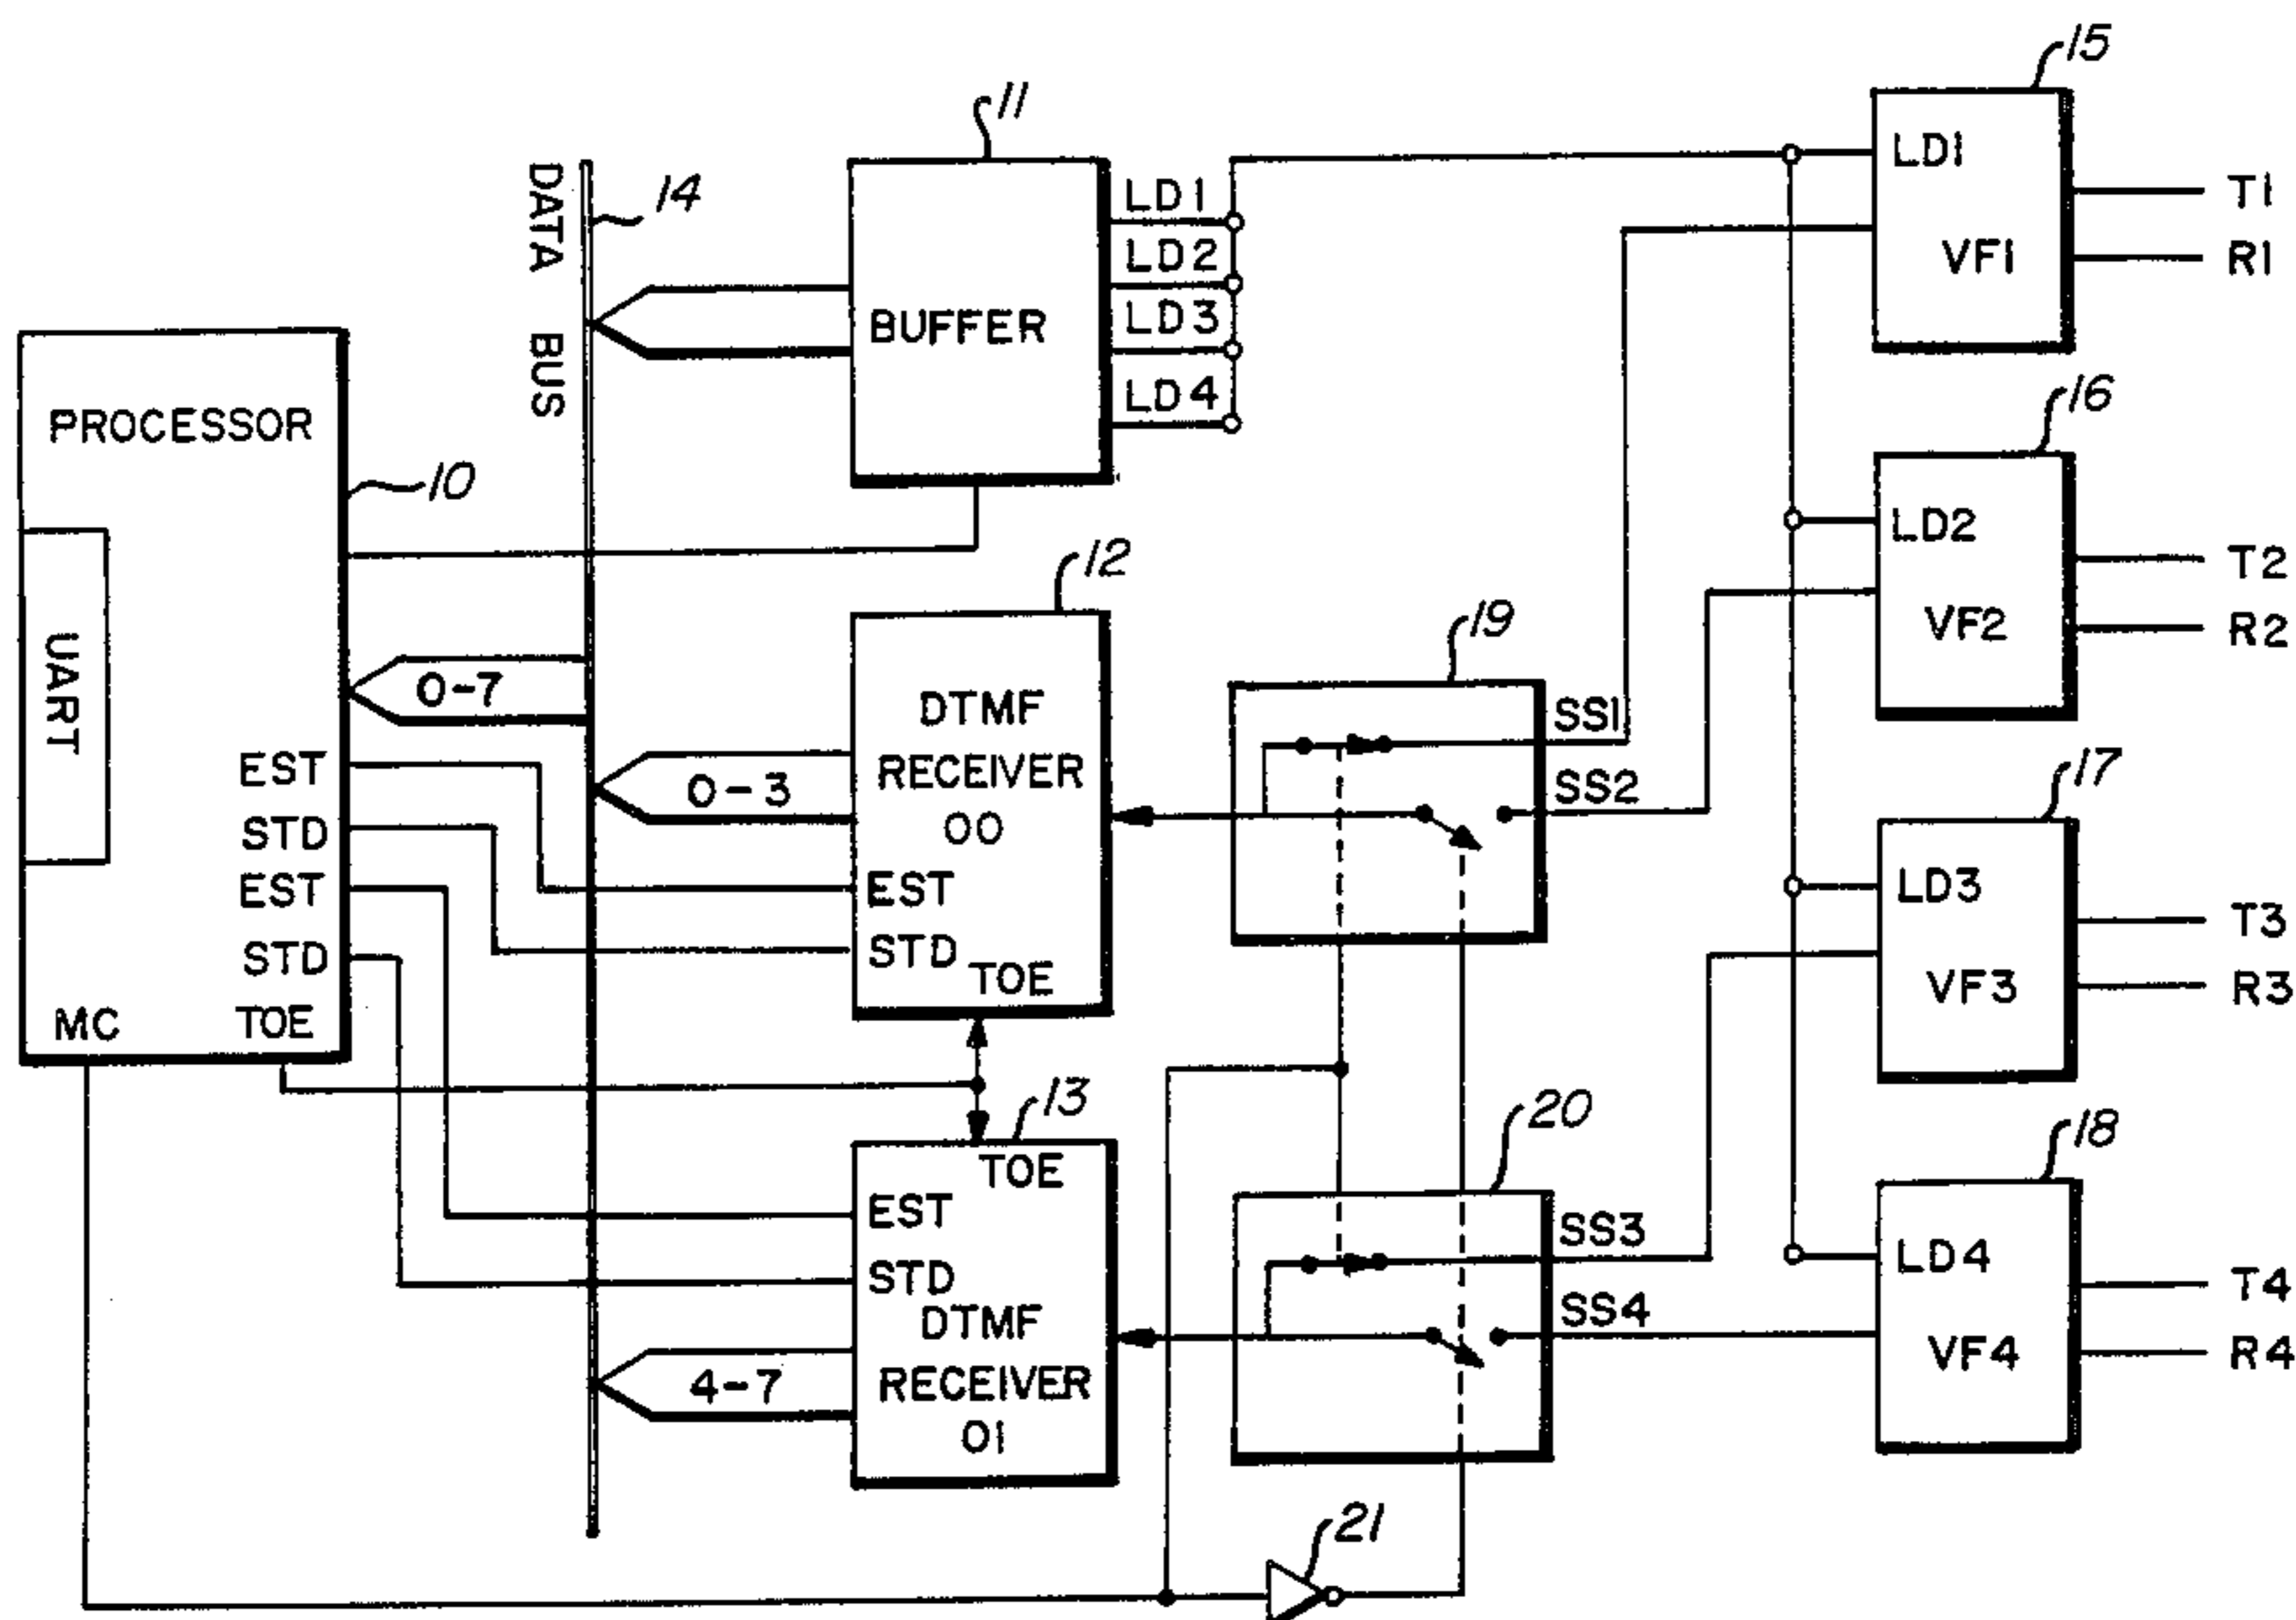 PROCESSOR
10
UART
0-7
EST
STD
EST
STD
MC
TOE
DATA BUS
14
11
BUFFER
LD1
LD2
LD3
LD4
12
DTMF
RECEIVER
00
0-3
EST
STD
TOE
13
TOE
EST
STD
DTMF
RECEIVER
01
4-7
19
SS1
SS2
20
SS3
SS4
21
15
LD1
VF1
T1
R1
16
LD2
VF2
T2
R2
17
LD3
VF3
T3
R3
18
LD4
VF4
T4
R4